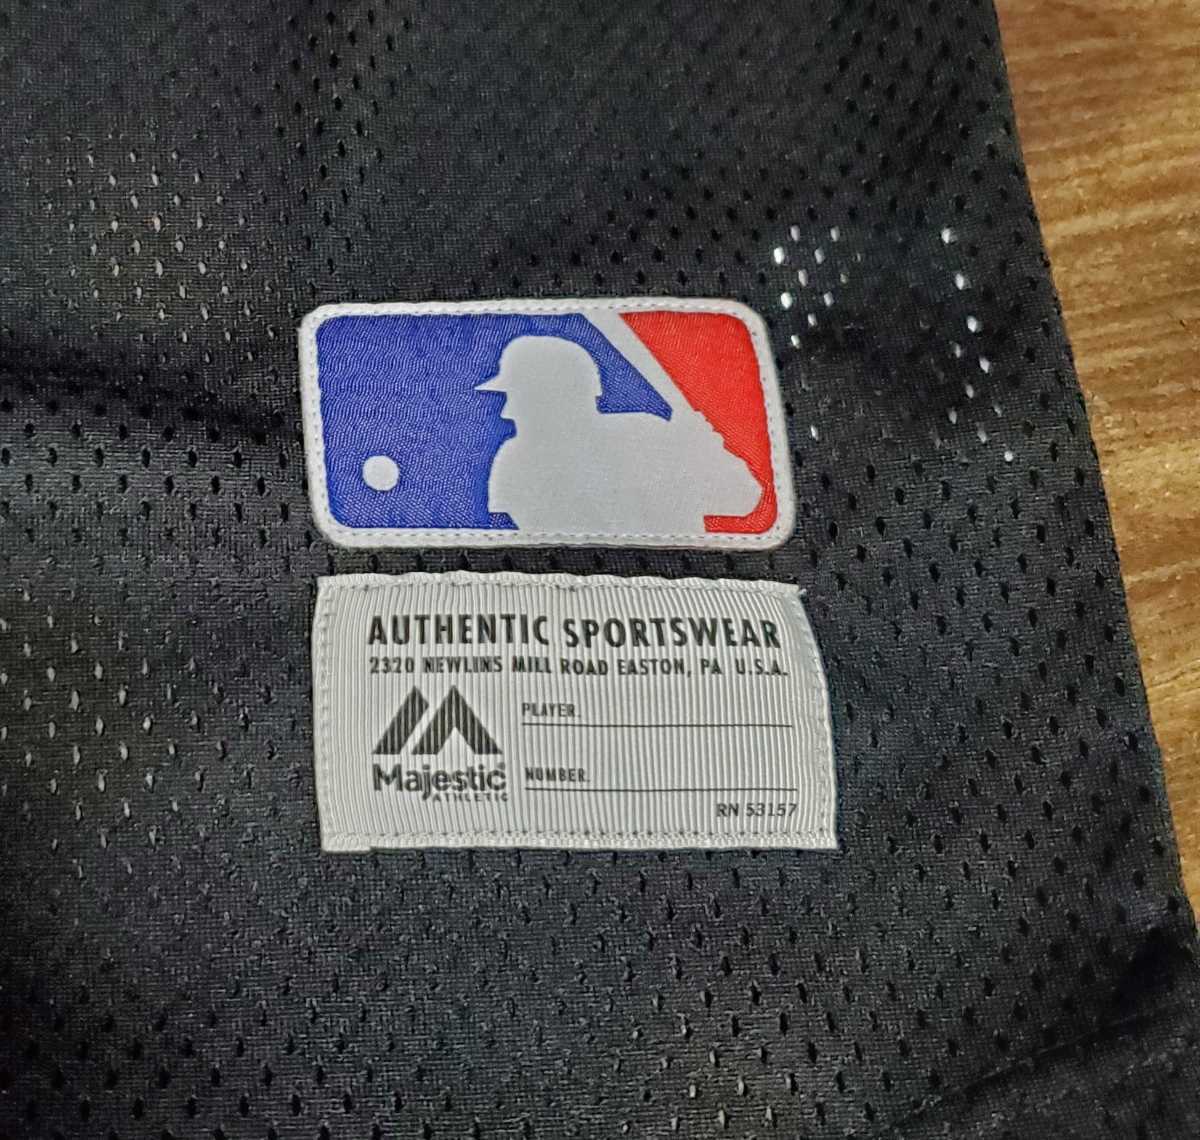 AUTHENTIC SPORTSWEAR
2320 NEWLINS MILL ROAD EASTON, PA U.S.A.
PLAYER.
Majestic®
ATHLETIC
NUMBER.
RN 53157